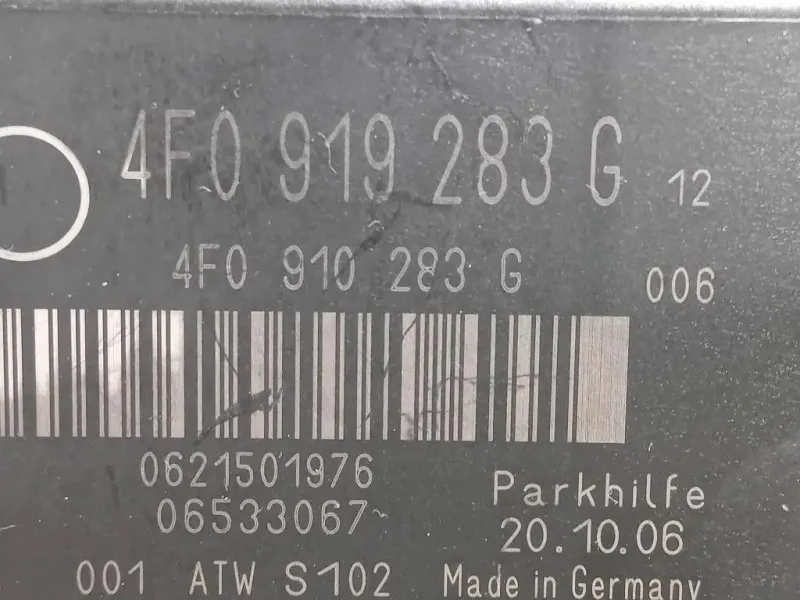 4F0 919 283 G 12
4F0 910 283 G 006
0621501976
06533067
Parkhilfe
20.10.06
001 ATW S102 Made in Germany